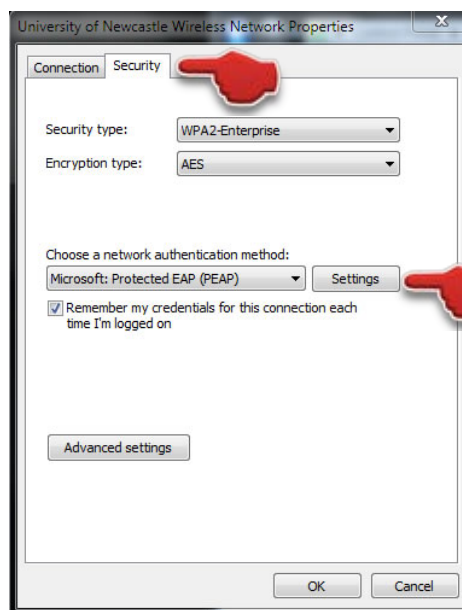 University of Newcastle Wireless Network Properties
X
Connection Security
Security type: WPA2-Enterprise
Encryption type: AES
Choose a network authentication method:
Microsoft: Protected EAP (PEAP) Settings
Remember my credentials for this connection each
time I'm logged on
Advanced settings
OK Cancel